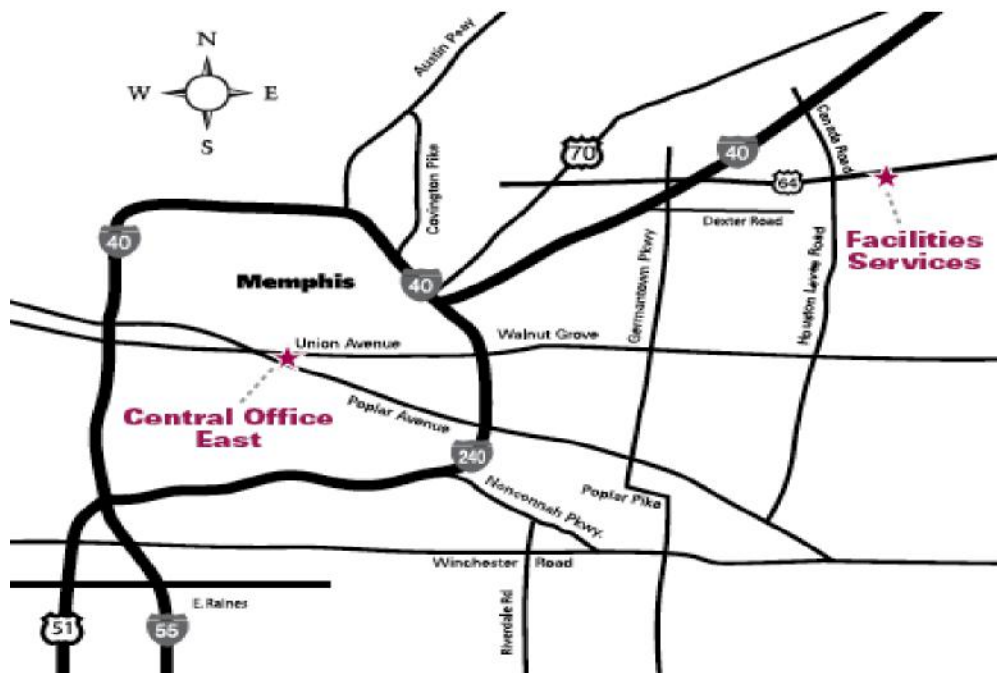 Austin Peay
N
W E
S
Covington Pike
70
40
Canada Road
64
Dexter Road
40
Facilities
Services
Germantown Pkwy
Houston Levee Road
Memphis
40
Union Avenue
Walnut Grove
Central Office
East
Poplar Avenue
240
Nonconnah Pkwy.
Poplar Pike
Winchester Road
E. Raines
Riverdale Rd
51
55